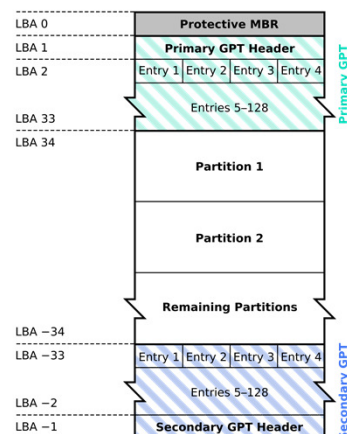 LBA 0
Protective MBR
LBA 1
Primary GPT Header
LBA 2
Entry 1 Entry 2 Entry 3 Entry 4
Entries 5–128
LBA 33
Primary GPT
LBA 34
Partition 1
Partition 2
Remaining Partitions
LBA −34
LBA −33
Entry 1 Entry 2 Entry 3 Entry 4
Entries 5–128
LBA −2
LBA −1
Secondary GPT Header
Secondary GPT